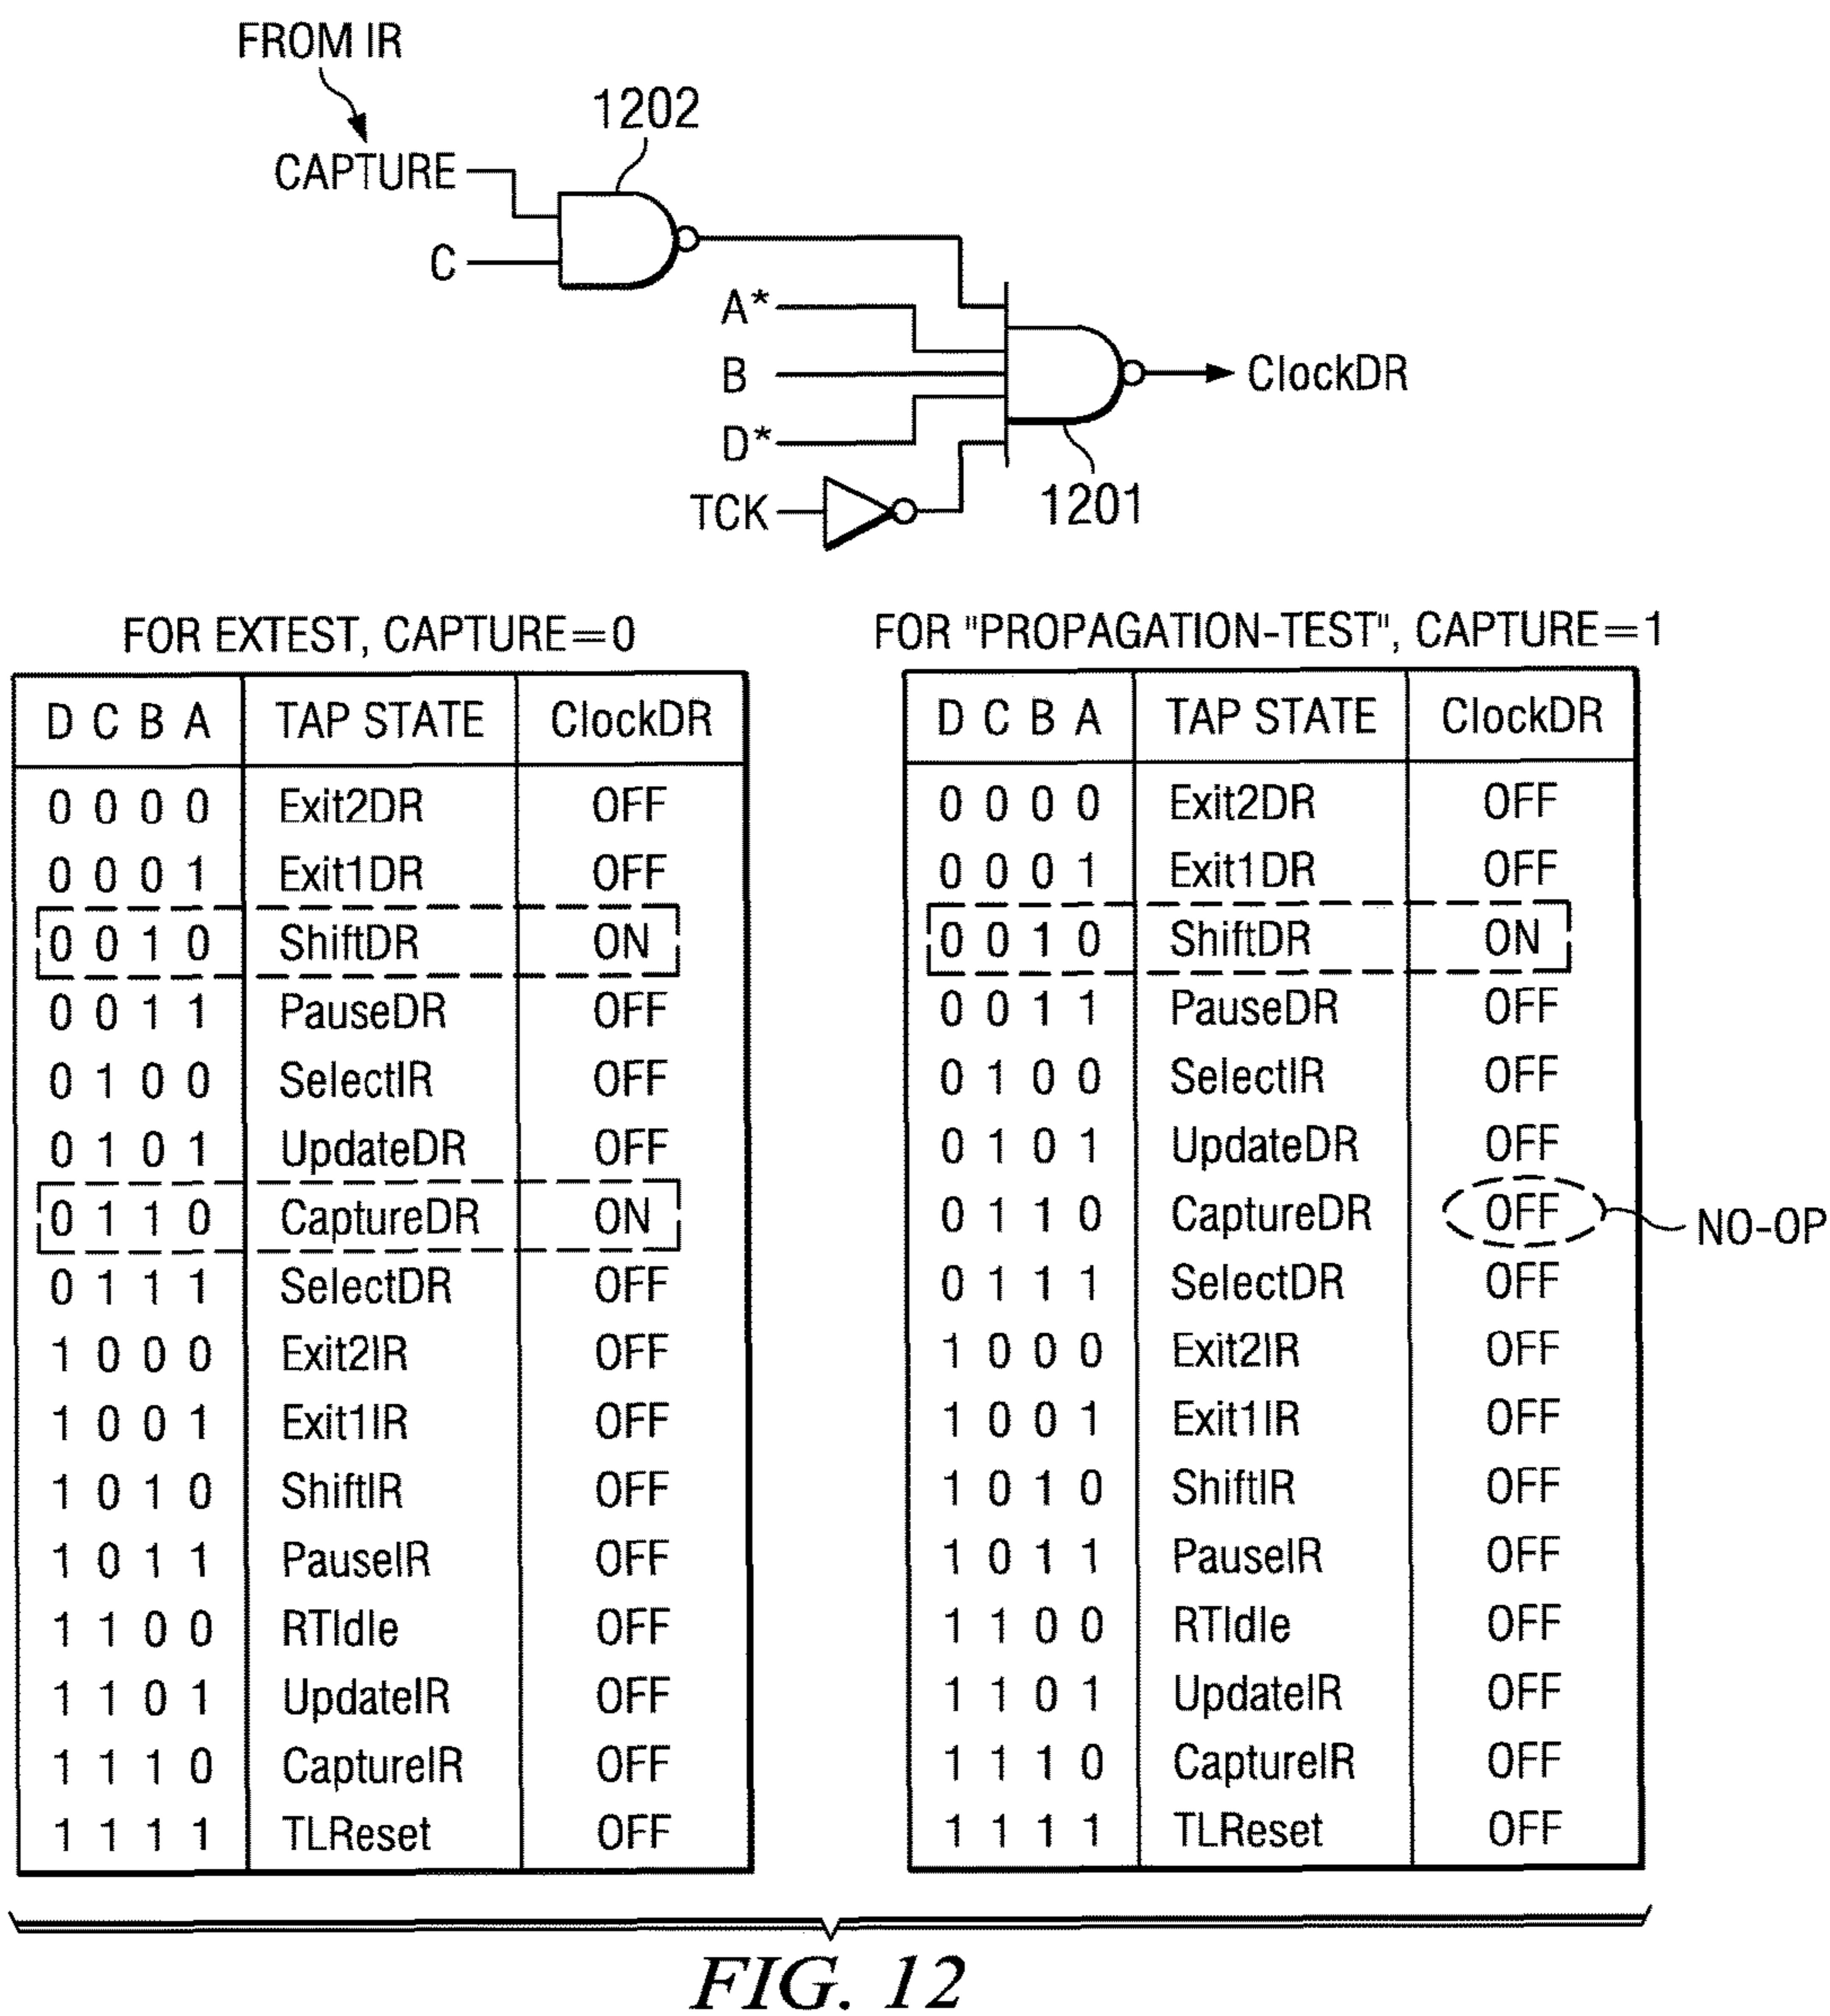 FROM IR
1202
CAPTURE
C
A*
B
D*
TCK
ClockDR
1201
FOR EXTEST, CAPTURE=0
D C B A TAP STATE ClockDR
0 0 0 0 Exit2DR OFF
0 0 0 1 Exit1DR OFF
0 0 1 0 ShiftDR ON
0 0 1 1 PauseDR OFF
0 1 0 0 SelectIR OFF
0 1 0 1 UpdateDR OFF
0 1 1 0 CaptureDR ON
0 1 1 1 SelectDR OFF
1 0 0 0 Exit2IR OFF
1 0 0 1 Exit1IR OFF
1 0 1 0 ShiftIR OFF
1 0 1 1 PauseIR OFF
1 1 0 0 RTIdle OFF
1 1 0 1 UpdateIR OFF
1 1 1 0 CaptureIR OFF
1 1 1 1 TLReset OFF
FOR "PROPAGATION-TEST", CAPTURE=1
D C B A TAP STATE ClockDR
0 0 0 0 Exit2DR OFF
0 0 0 1 Exit1DR OFF
0 0 1 0 ShiftDR ON
0 0 1 1 PauseDR OFF
0 1 0 0 SelectIR OFF
0 1 0 1 UpdateDR OFF
0 1 1 0 CaptureDR OFF NO-OP
0 1 1 1 SelectDR OFF
1 0 0 0 Exit2IR OFF
1 0 0 1 Exit1IR OFF
1 0 1 0 ShiftIR OFF
1 0 1 1 PauseIR OFF
1 1 0 0 RTIdle OFF
1 1 0 1 UpdateIR OFF
1 1 1 0 CaptureIR OFF
1 1 1 1 TLReset OFF
FIG. 12